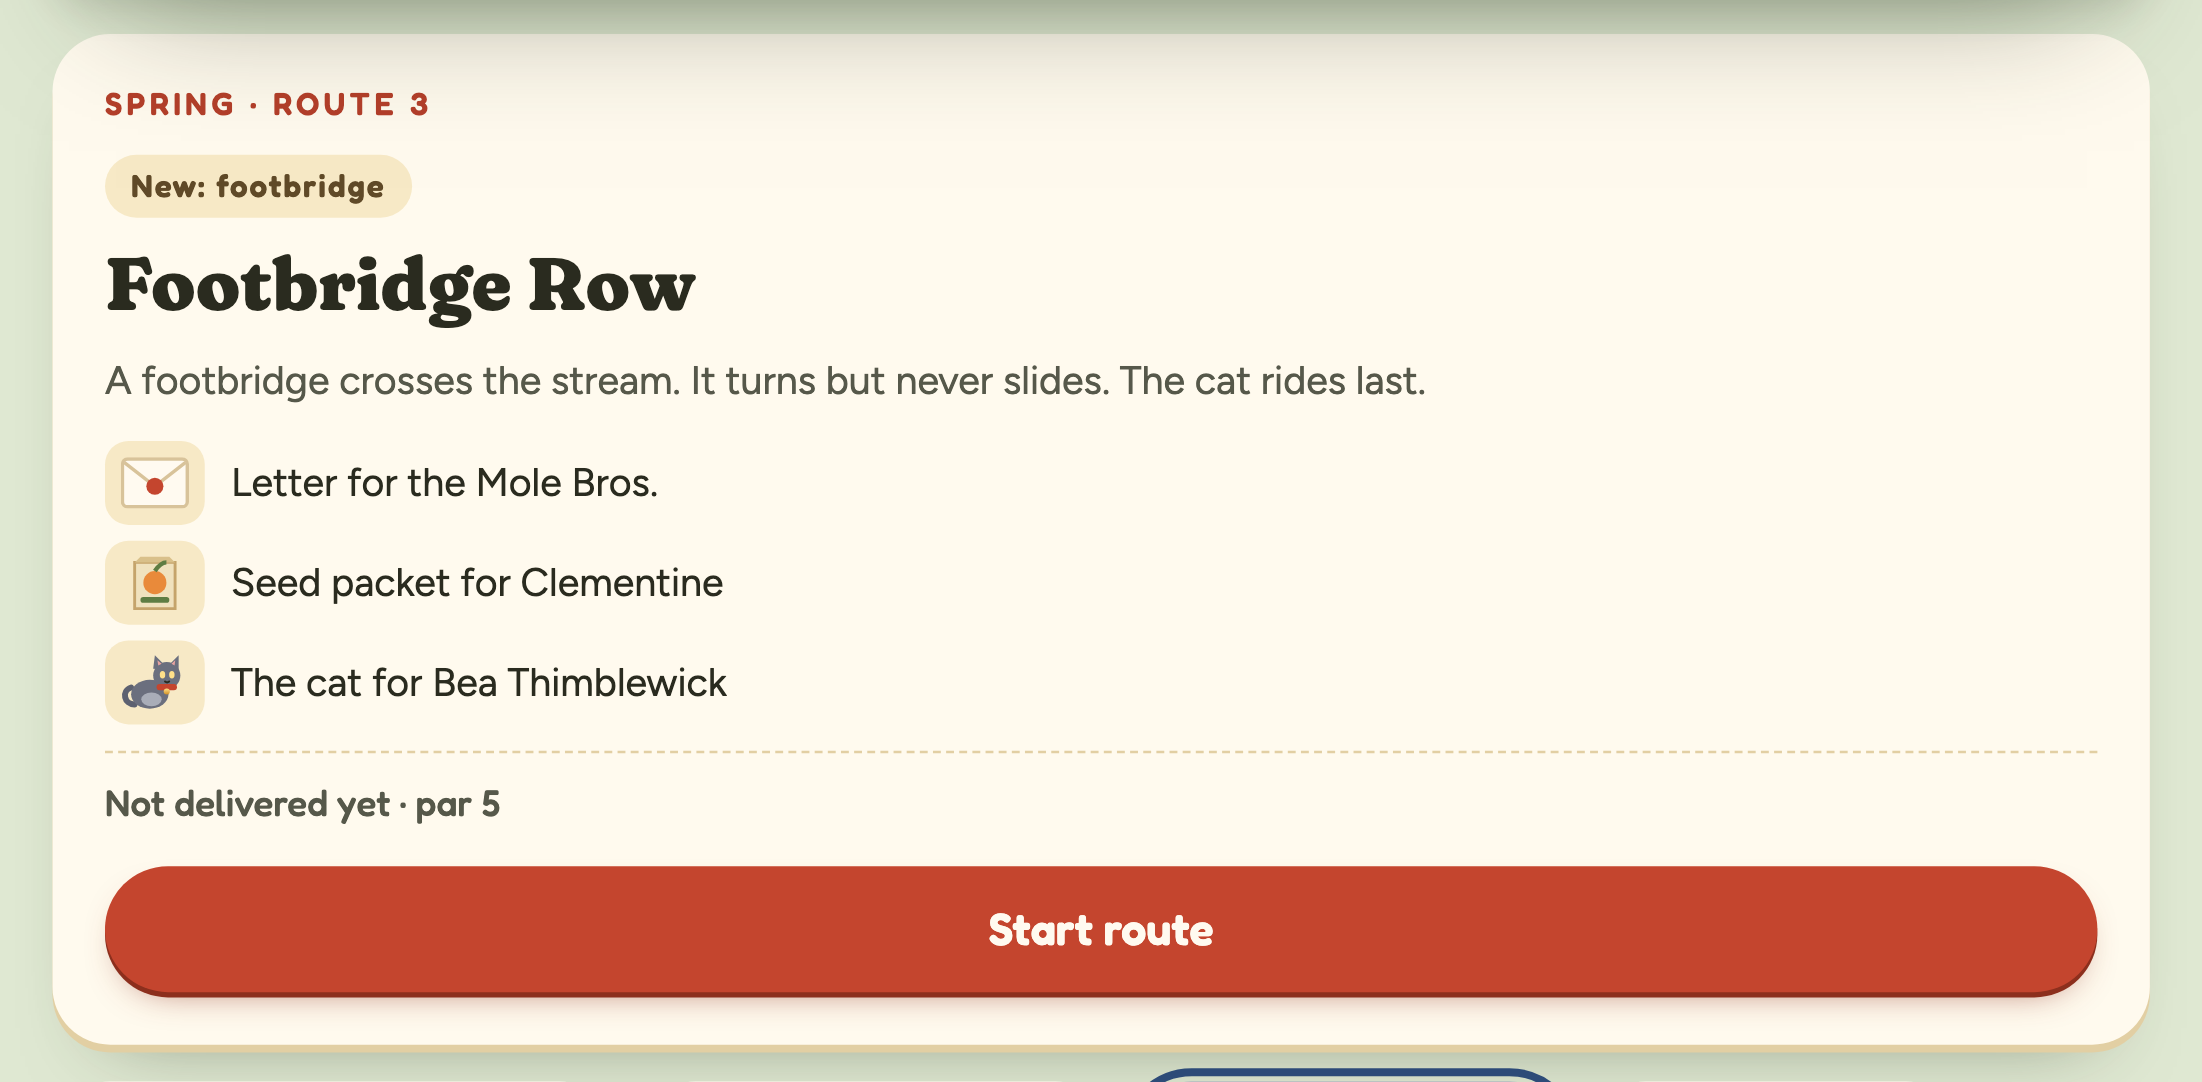 SPRING · ROUTE 3
New: footbridge
Footbridge Row
A footbridge crosses the stream. It turns but never slides. The cat rides last.
Letter for the Mole Bros.
Seed packet for Clementine
The cat for Bea Thimblewick
Not delivered yet · par 5
Start route